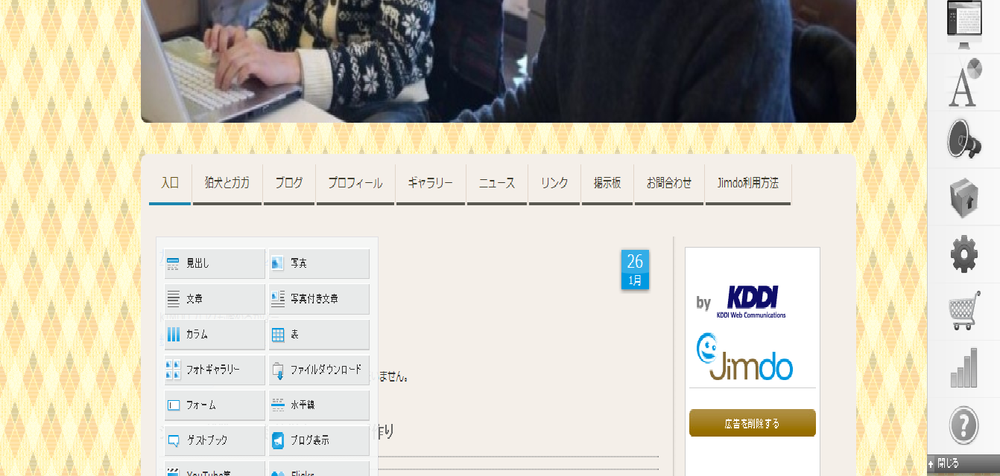 入口 狛犬とガガ ブログ プロフィール ギャラリー ニュース リンク 掲示板 お問合わせ Jimdo利用方法
見出し 写真
文章 写真付き文章
カラム 表
フォトギャラリー ファイルダウンロード
フォーム 水平線
ゲストブック ブログ表示
YouTube等 Flickr
26
1月
ません。
作り
by KDDI
KDDI Web Communications
Jimdo
広告を削除する
A
?
閉じる